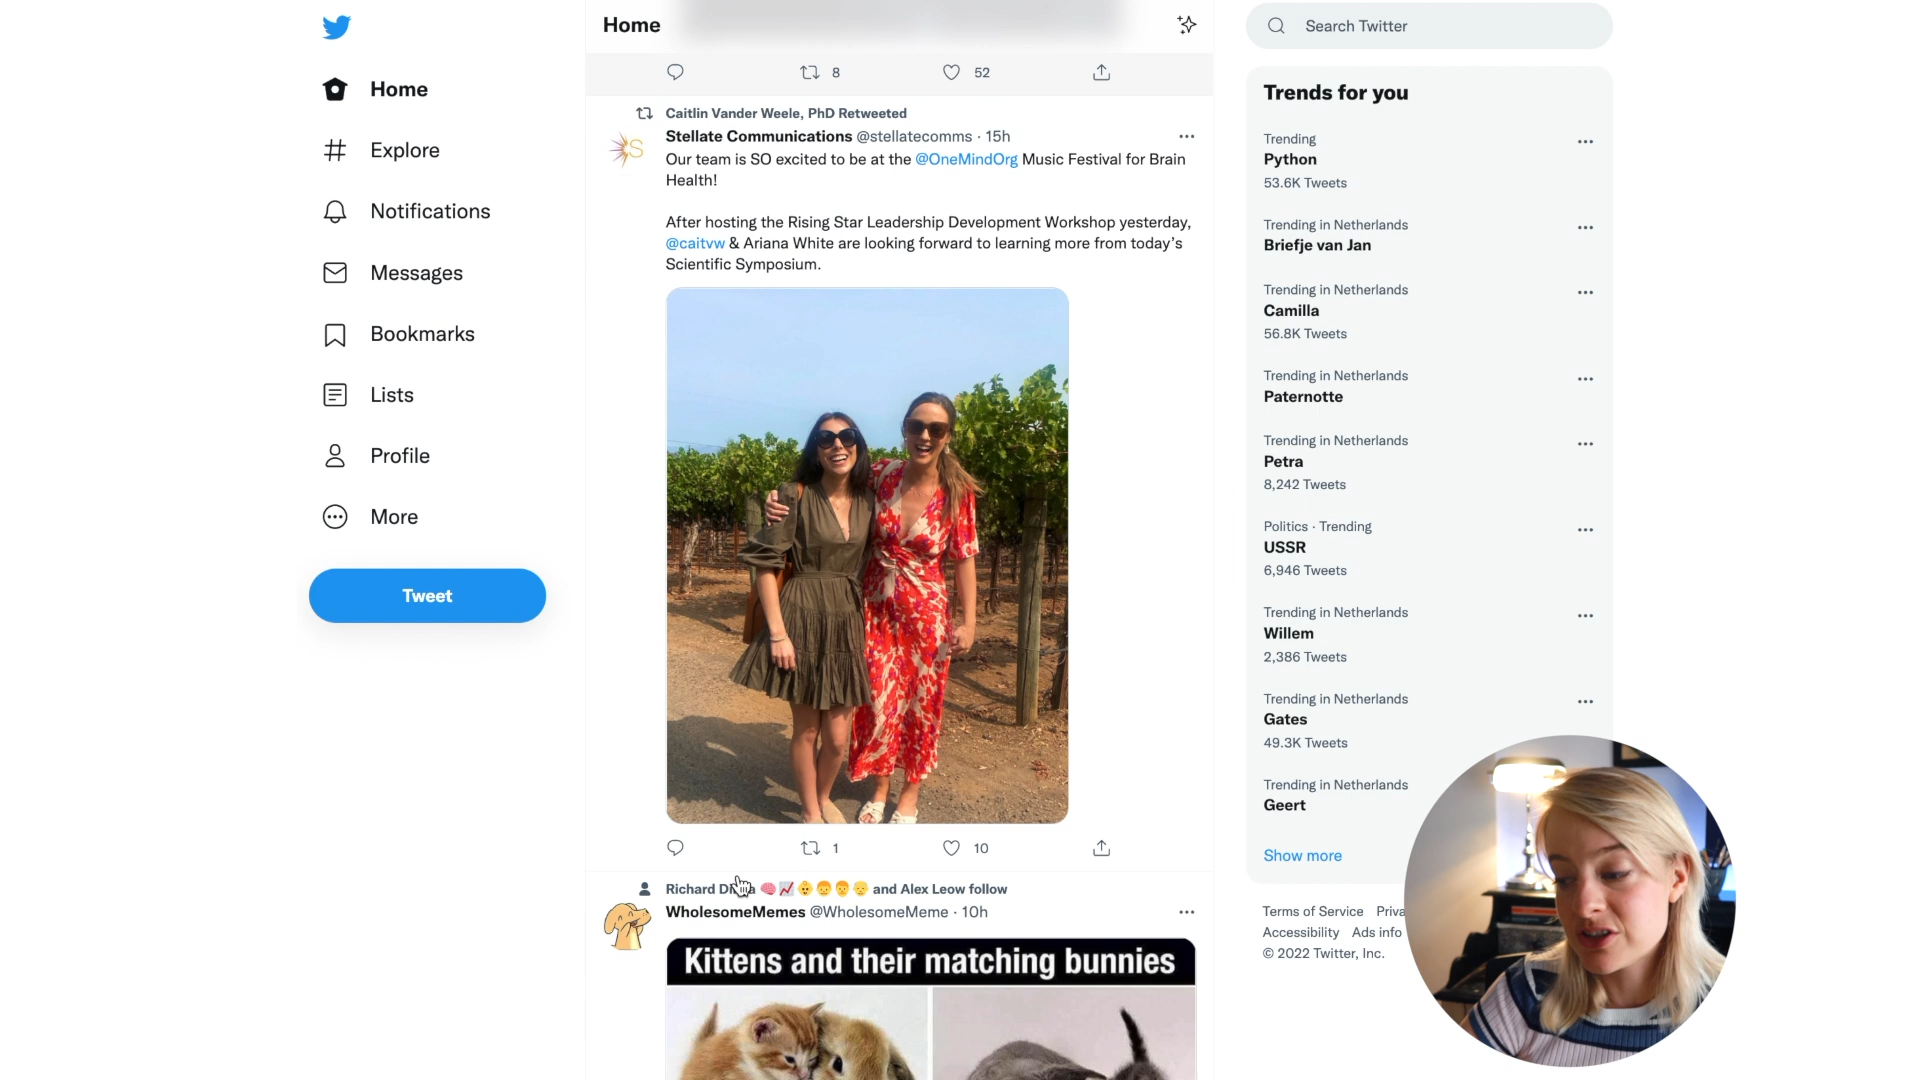 Home
Explore
Notifications
Messages
Bookmarks
Lists
Profile
More
Tweet
Home
8
52
Caitlin Vander Weele, PhD Retweeted
Stellate Communications @stellatecomms · 15h
Our team is SO excited to be at the @OneMindOrg Music Festival for Brain
Health!
After hosting the Rising Star Leadership Development Workshop yesterday,
@caitvw & Ariana White are looking forward to learning more from today's
Scientific Symposium.
1
10
Richard and Alex Leow follow
WholesomeMemes @WholesomeMeme · 10h
Kittens and their matching bunnies
Search Twitter
Trends for you
Trending
Python
53.6K Tweets
Trending in Netherlands
Briefje van Jan
Trending in Netherlands
Camilla
56.8K Tweets
Trending in Netherlands
Paternotte
Trending in Netherlands
Petra
8,242 Tweets
Politics · Trending
USSR
6,946 Tweets
Trending in Netherlands
Willem
2,386 Tweets
Trending in Netherlands
Gates
49.3K Tweets
Trending in Netherlands
Geert
Show more
Terms of Service
Accessibility Ads info
© 2022 Twitter, Inc.